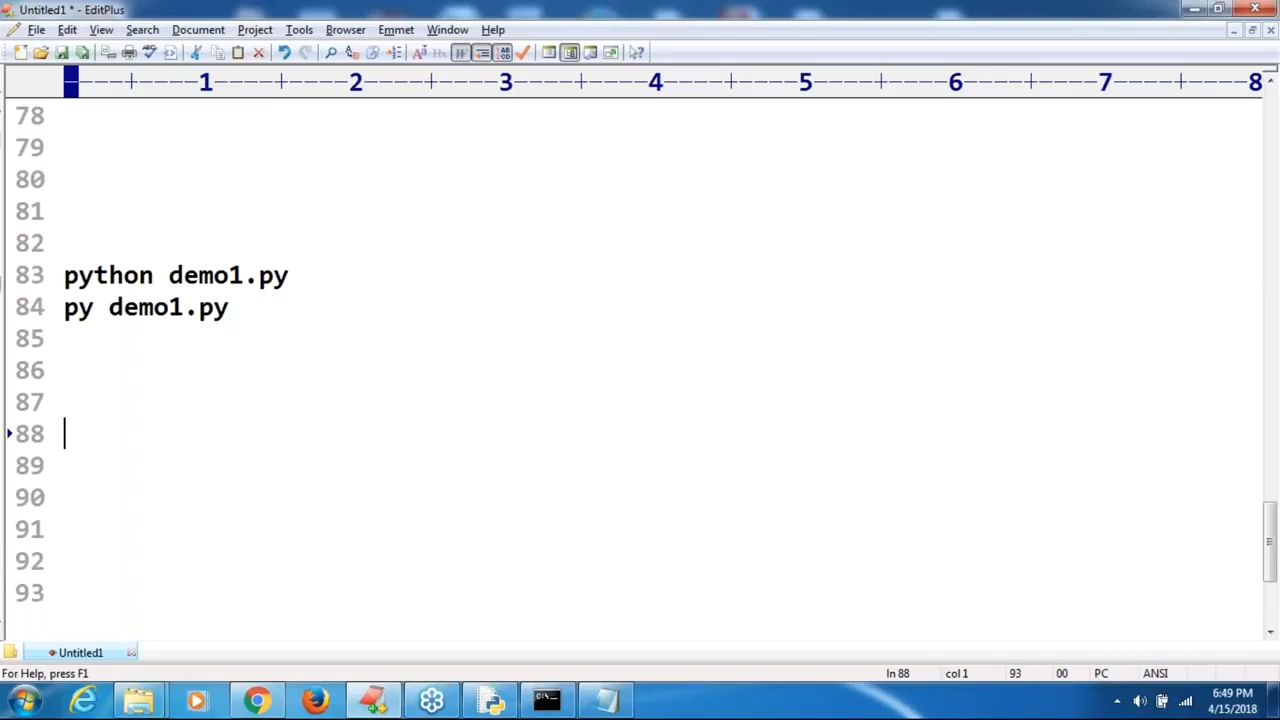 Untitled1 * - EditPlus
File Edit View Search Document Project Tools Browser Emmet Window Help
1 2 3 4 5 6 7 8
78
79
80
81
82
83 python demo1.py
84 py demo1.py
85
86
87
88
89
90
91
92
93
Untitled1
For Help, press F1 ln 88 col 1 93 00 PC ANSI
6:49 PM
4/15/2018